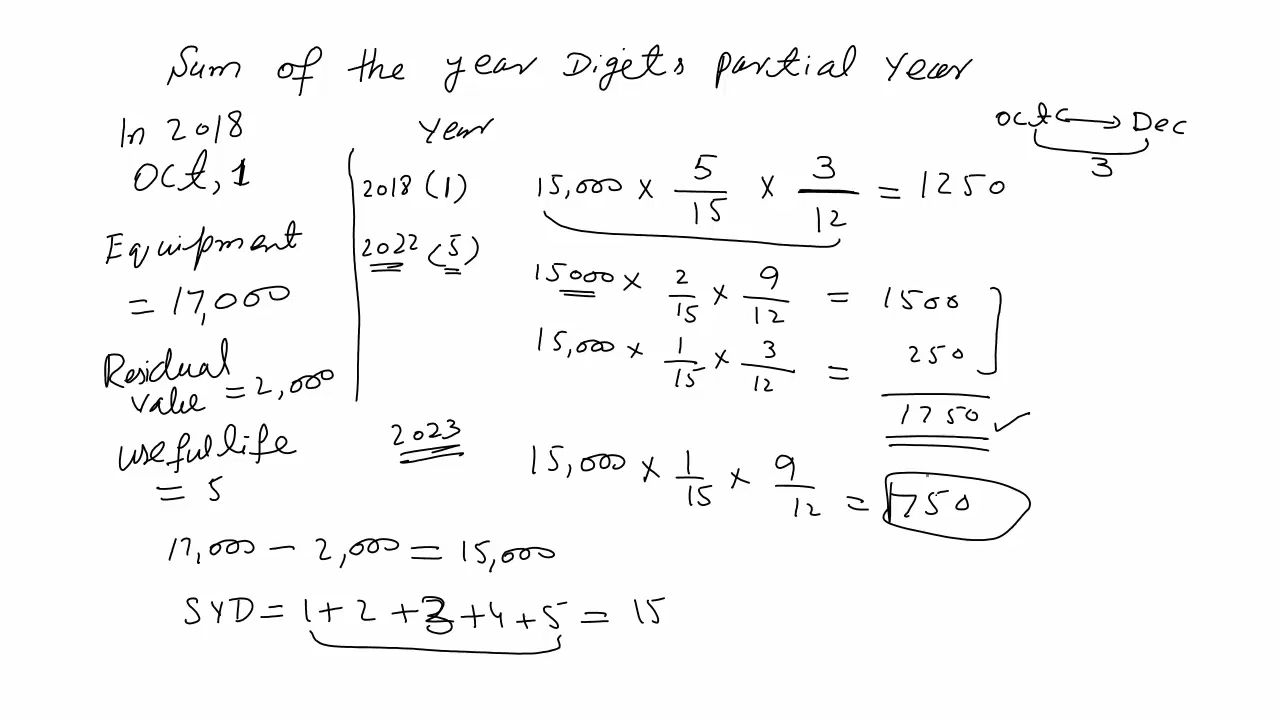 Sum of the year Digets partial Year
In 2018
Oct, 1
Equipment
= 17,000
Residual
value = 2,000
useful life
= 5
17,000 - 2,000 = 15,000
SYD = 1 + 2 + 3 + 4 + 5 = 15
Year
2018 (1) 15,000 × 5/15 × 3/12 = 1250
2022 (5) 15000 × 2/15 × 9/12 = 1500
15,000 × 1/15 × 3/12 = 250
1750 ✓
2023 15,000 × 1/15 × 9/12 = 750
Oct ⟷ Dec
3